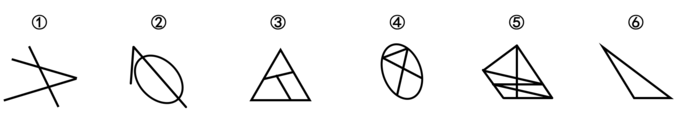 ① ② ③ ④ ⑤ ⑥